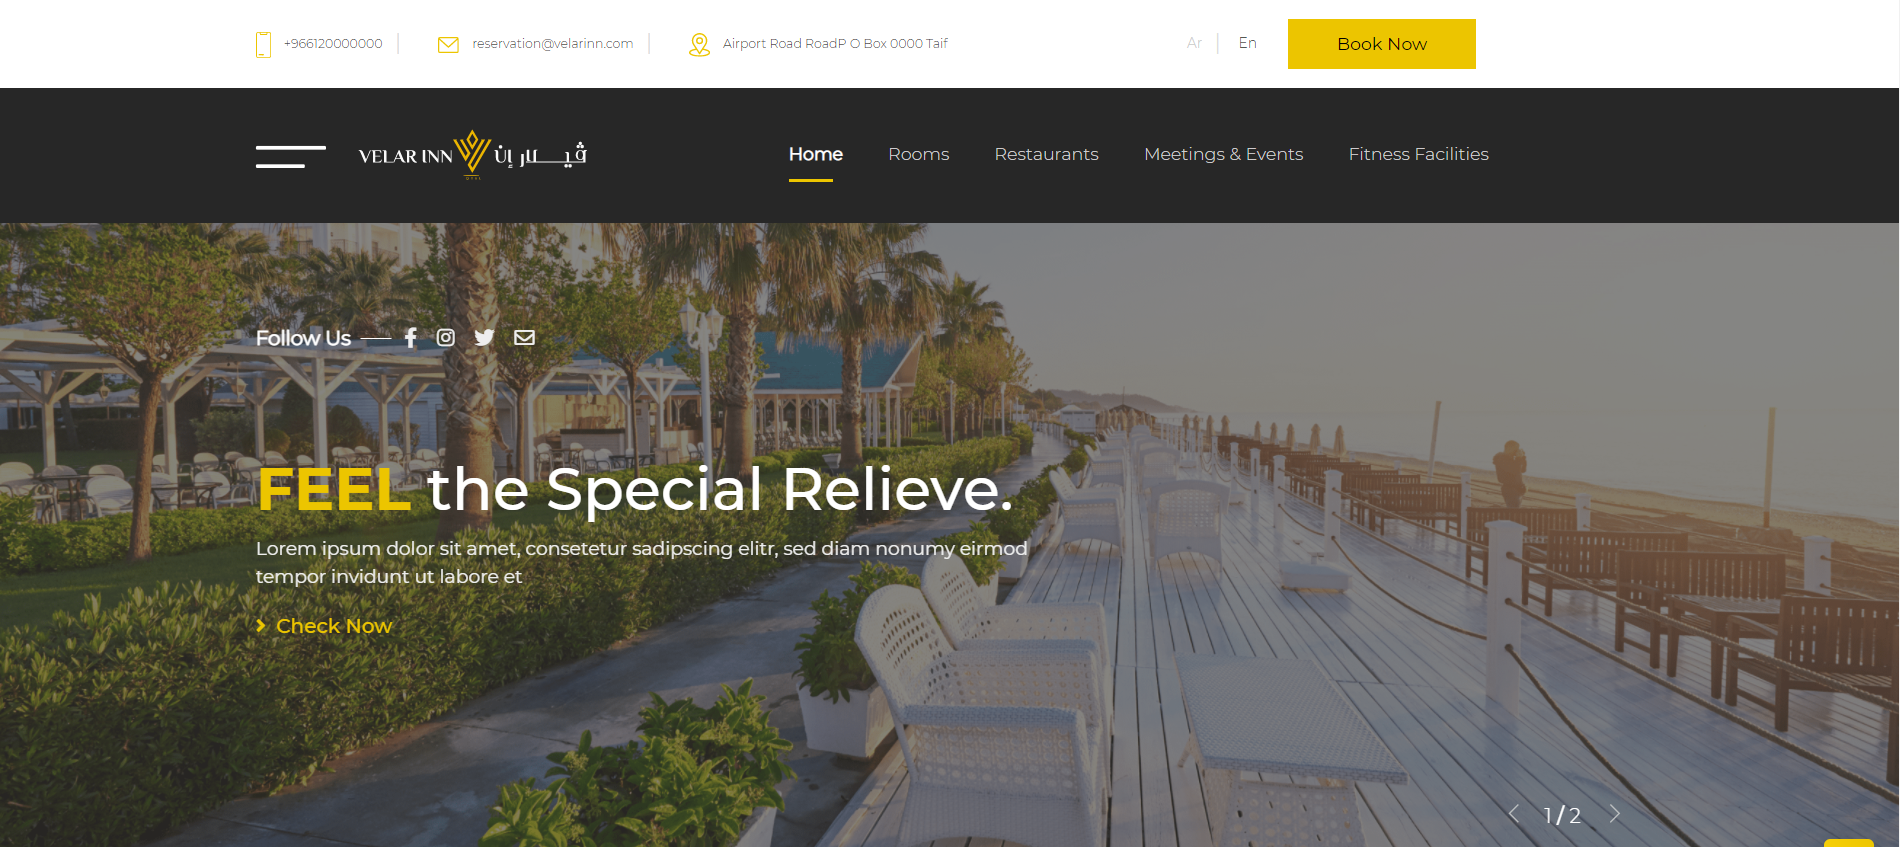 +966120000000
reservation@velarinn.com
Airport Road RoadP O Box 0000 Taif
Ar
En
Book Now
VELAR INN
ڤيلار إن
Home
Rooms
Restaurants
Meetings & Events
Fitness Facilities
Follow Us
FEEL the Special Relieve.
Lorem ipsum dolor sit amet, consetetur sadipscing elitr, sed diam nonumy eirmod
tempor invidunt ut labore et
Check Now
1 / 2